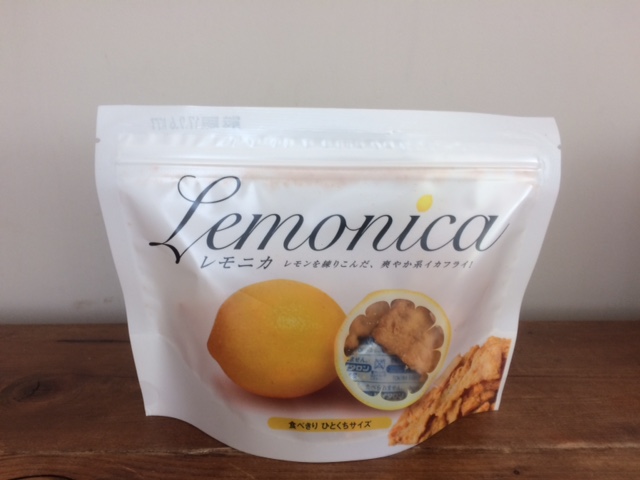 Lemonica
レモニカ レモンを練りこんだ、爽やか系イカフライ!
食べきり ひとくちサイズ